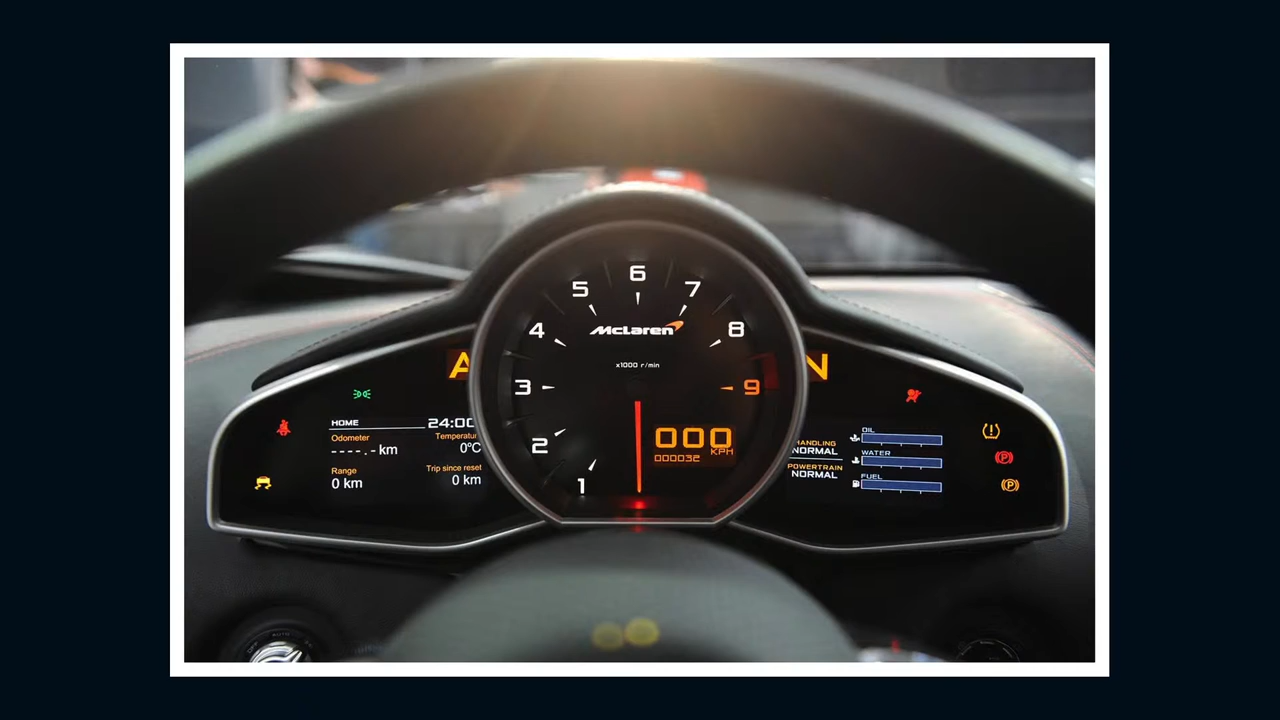 6
5 7
McLaren
4 8
x1000 r/min
A N
3 9
HOME 24:00
Odometer Temperatur
----.- km 0°C
Range Trip since reset
0 km 0 km
2
1
000
KPH
000032
HANDLING
NORMAL
POWERTRAIN
NORMAL
OIL
WATER
FUEL
(P)
(P)